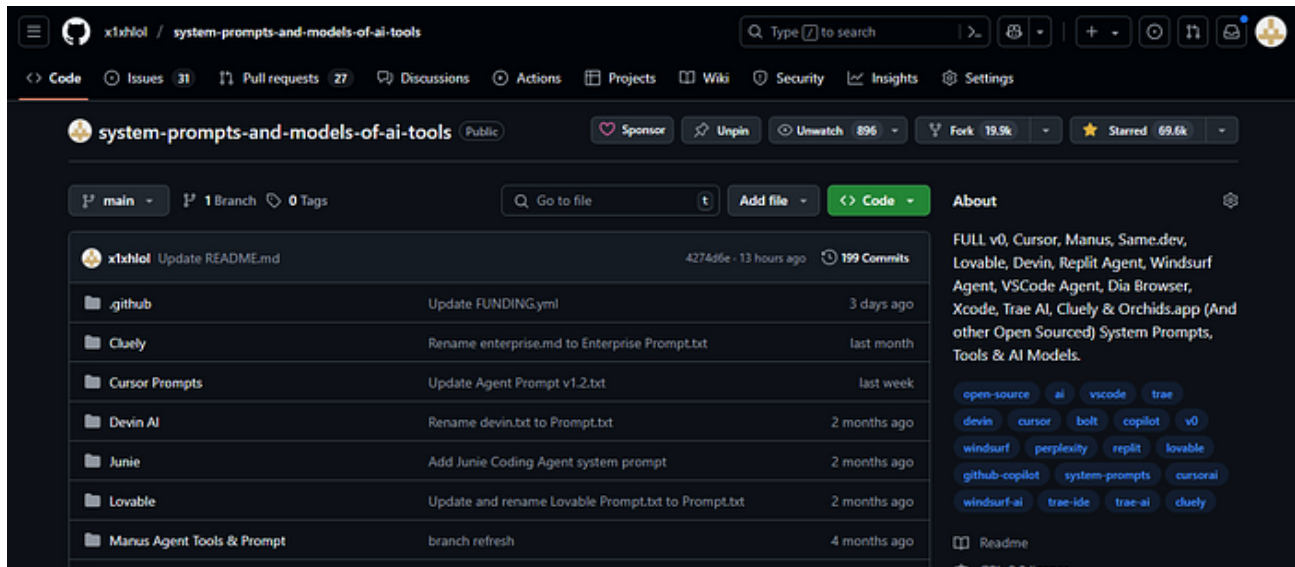 x1xhlol / system-prompts-and-models-of-ai-tools Type / to search
Code Issues 31 Pull requests 27 Discussions Actions Projects Wiki Security Insights Settings
system-prompts-and-models-of-ai-tools Public Sponsor Unpin Unwatch 896 Fork 19.9k Starred 69.6k
main 1 Branch 0 Tags Go to file t Add file Code
x1xhlol Update README.md 4274d6e · 13 hours ago 199 Commits
.github Update FUNDING.yml 3 days ago
Cluely Rename enterprise.md to Enterprise Prompt.txt last month
Cursor Prompts Update Agent Prompt v1.2.txt last week
Devin AI Rename devin.txt to Prompt.txt 2 months ago
Junie Add Junie Coding Agent system prompt 2 months ago
Lovable Update and rename Lovable Prompt.txt to Prompt.txt 2 months ago
Manus Agent Tools & Prompt branch refresh 4 months ago
About
FULL v0, Cursor, Manus, Same.dev,
Lovable, Devin, Replit Agent, Windsurf
Agent, VSCode Agent, Dia Browser,
Xcode, Trae AI, Cluely & Orchids.app (And
other Open Sourced) System Prompts,
Tools & AI Models.
open-source ai vscode trae
devin cursor bolt copilot v0
windsurf perplexity replit lovable
github-copilot system-prompts cursorai
windsurf-ai trae-ide trae-ai cluely
Readme